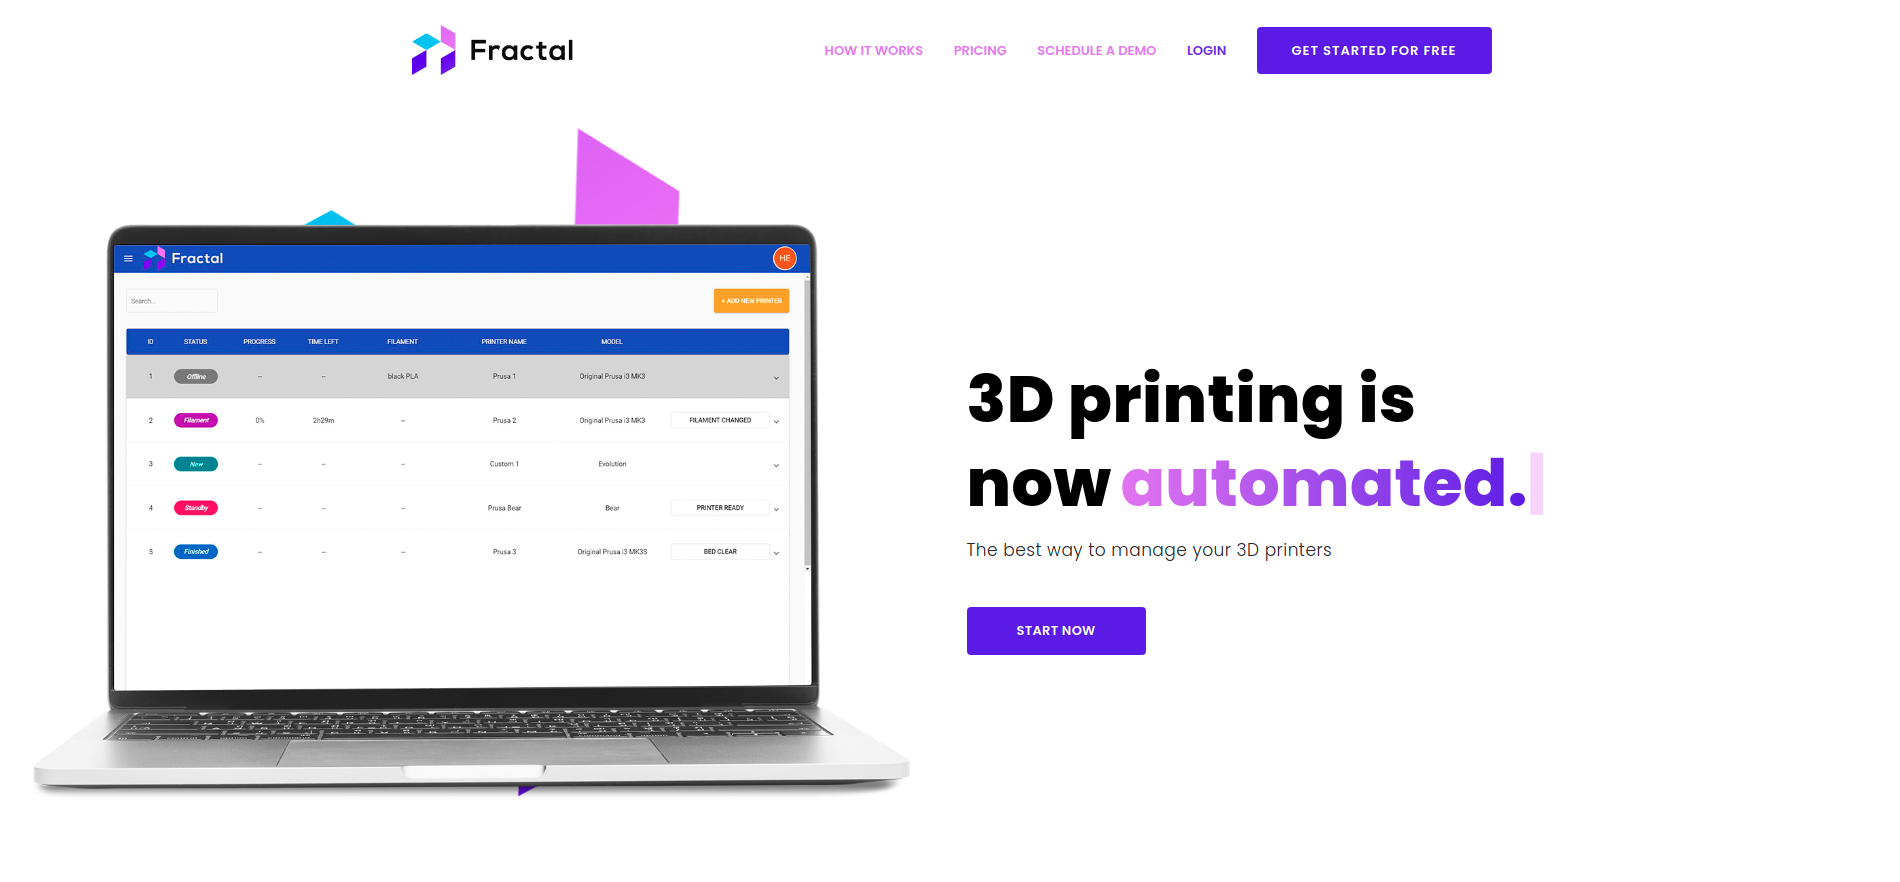 Fractal
HOW IT WORKS PRICING SCHEDULE A DEMO LOGIN GET STARTED FOR FREE
Fractal HE
Search... + ADD NEW PRINTER
ID STATUS PROGRESS TIME LEFT FILAMENT PRINTER NAME MODEL
1 Offline -- -- black PLA Prusa 1 Original Prusa i3 MK3
2 Filament 0% 2h29m -- Prusa 2 Original Prusa i3 MK3 FILAMENT CHANGED
3 New -- -- -- Custom 1 Evolution
4 Standby -- -- -- Prusa Bear Bear PRINTER READY
5 Finished -- -- -- Prusa 3 Original Prusa i3 MK3S BED CLEAR
3D printing is
now automated.
The best way to manage your 3D printers
START NOW